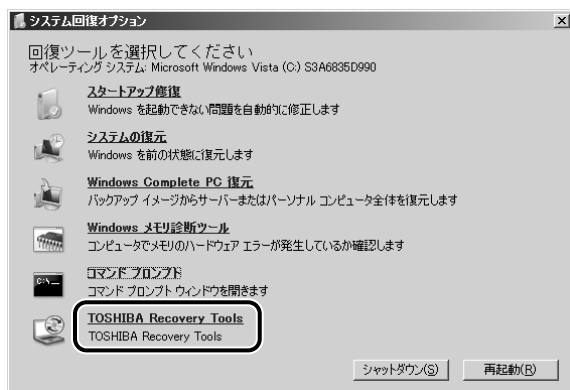 システム回復オプション
回復ツールを選択してください
オペレーティング システム: Microsoft Windows Vista (C:) S3A6835D990
スタートアップ修復
Windows を起動できない問題を自動的に修正します
システムの復元
Windows を前の状態に復元します
Windows Complete PC 復元
バックアップ イメージからサーバーまたはパーソナル コンピュータ全体を復元します
Windows メモリ診断ツール
コンピュータでメモリのハードウェア エラーが発生しているか確認します
C:\_
コマンド プロンプト
コマンド プロンプト ウィンドウを開きます
TOSHIBA Recovery Tools
TOSHIBA Recovery Tools
シャットダウン(S)
再起動(R)